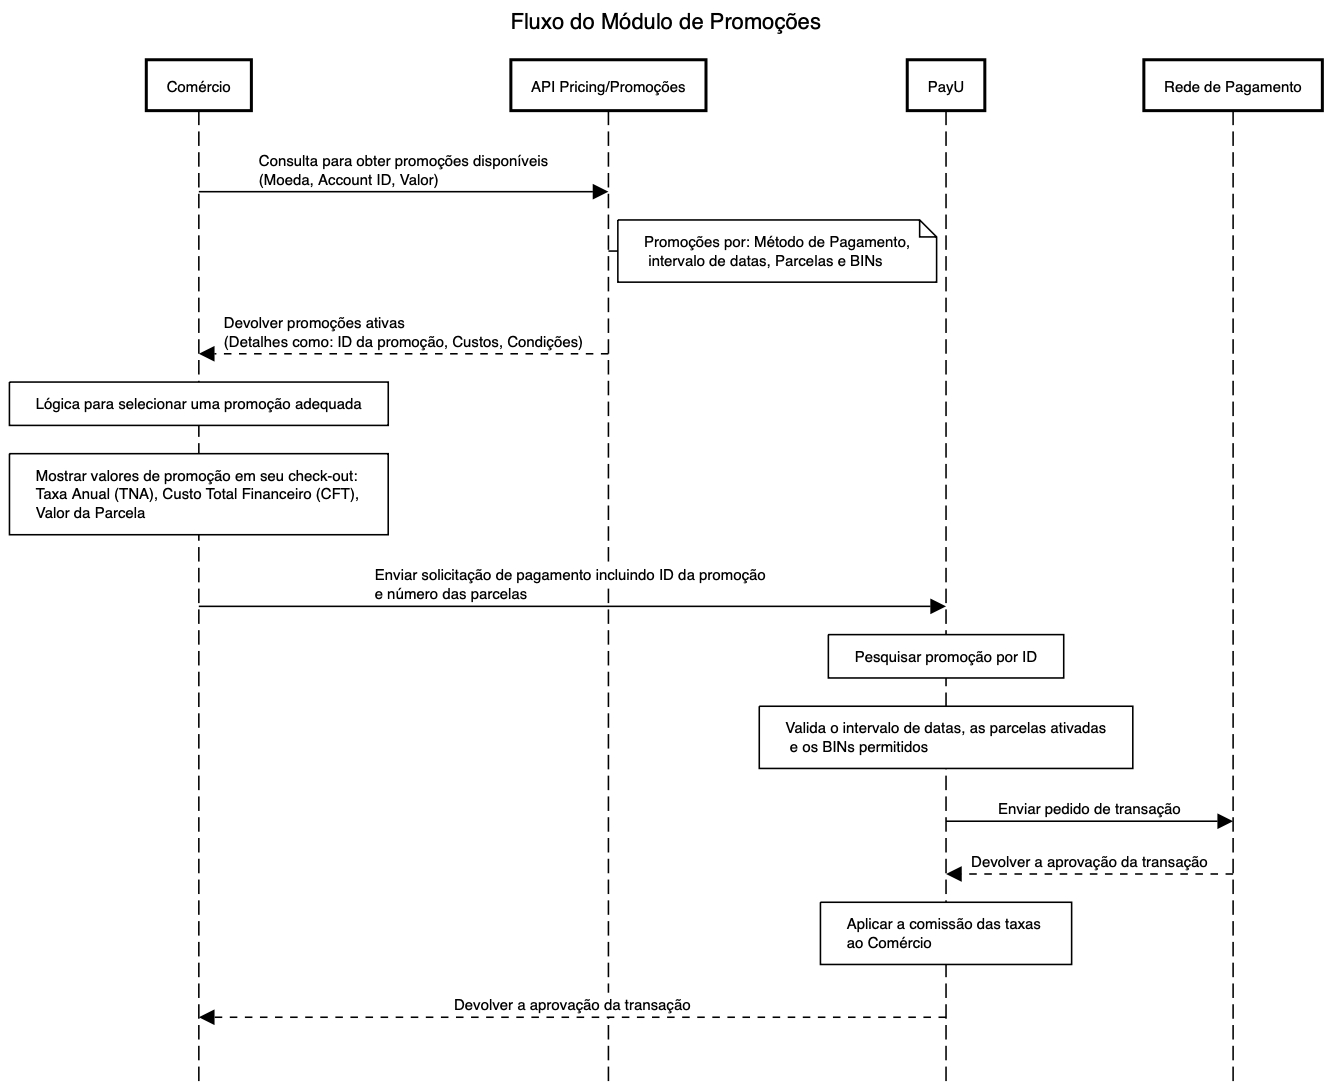 Fluxo do Módulo de Promoções
Comércio
API Pricing/Promoções
PayU
Rede de Pagamento
Consulta para obter promoções disponíveis
(Moeda, Account ID, Valor)
Promoções por: Método de Pagamento,
intervalo de datas, Parcelas e BINs
Devolver promoções ativas
(Detalhes como: ID da promoção, Custos, Condições)
Lógica para selecionar uma promoção adequada
Mostrar valores de promoção em seu check-out:
Taxa Anual (TNA), Custo Total Financeiro (CFT),
Valor da Parcela
Enviar solicitação de pagamento incluindo ID da promoção
e número das parcelas
Pesquisar promoção por ID
Valida o intervalo de datas, as parcelas ativadas
e os BINs permitidos
Enviar pedido de transação
Devolver a aprovação da transação
Aplicar a comissão das taxas
ao Comércio
Devolver a aprovação da transação